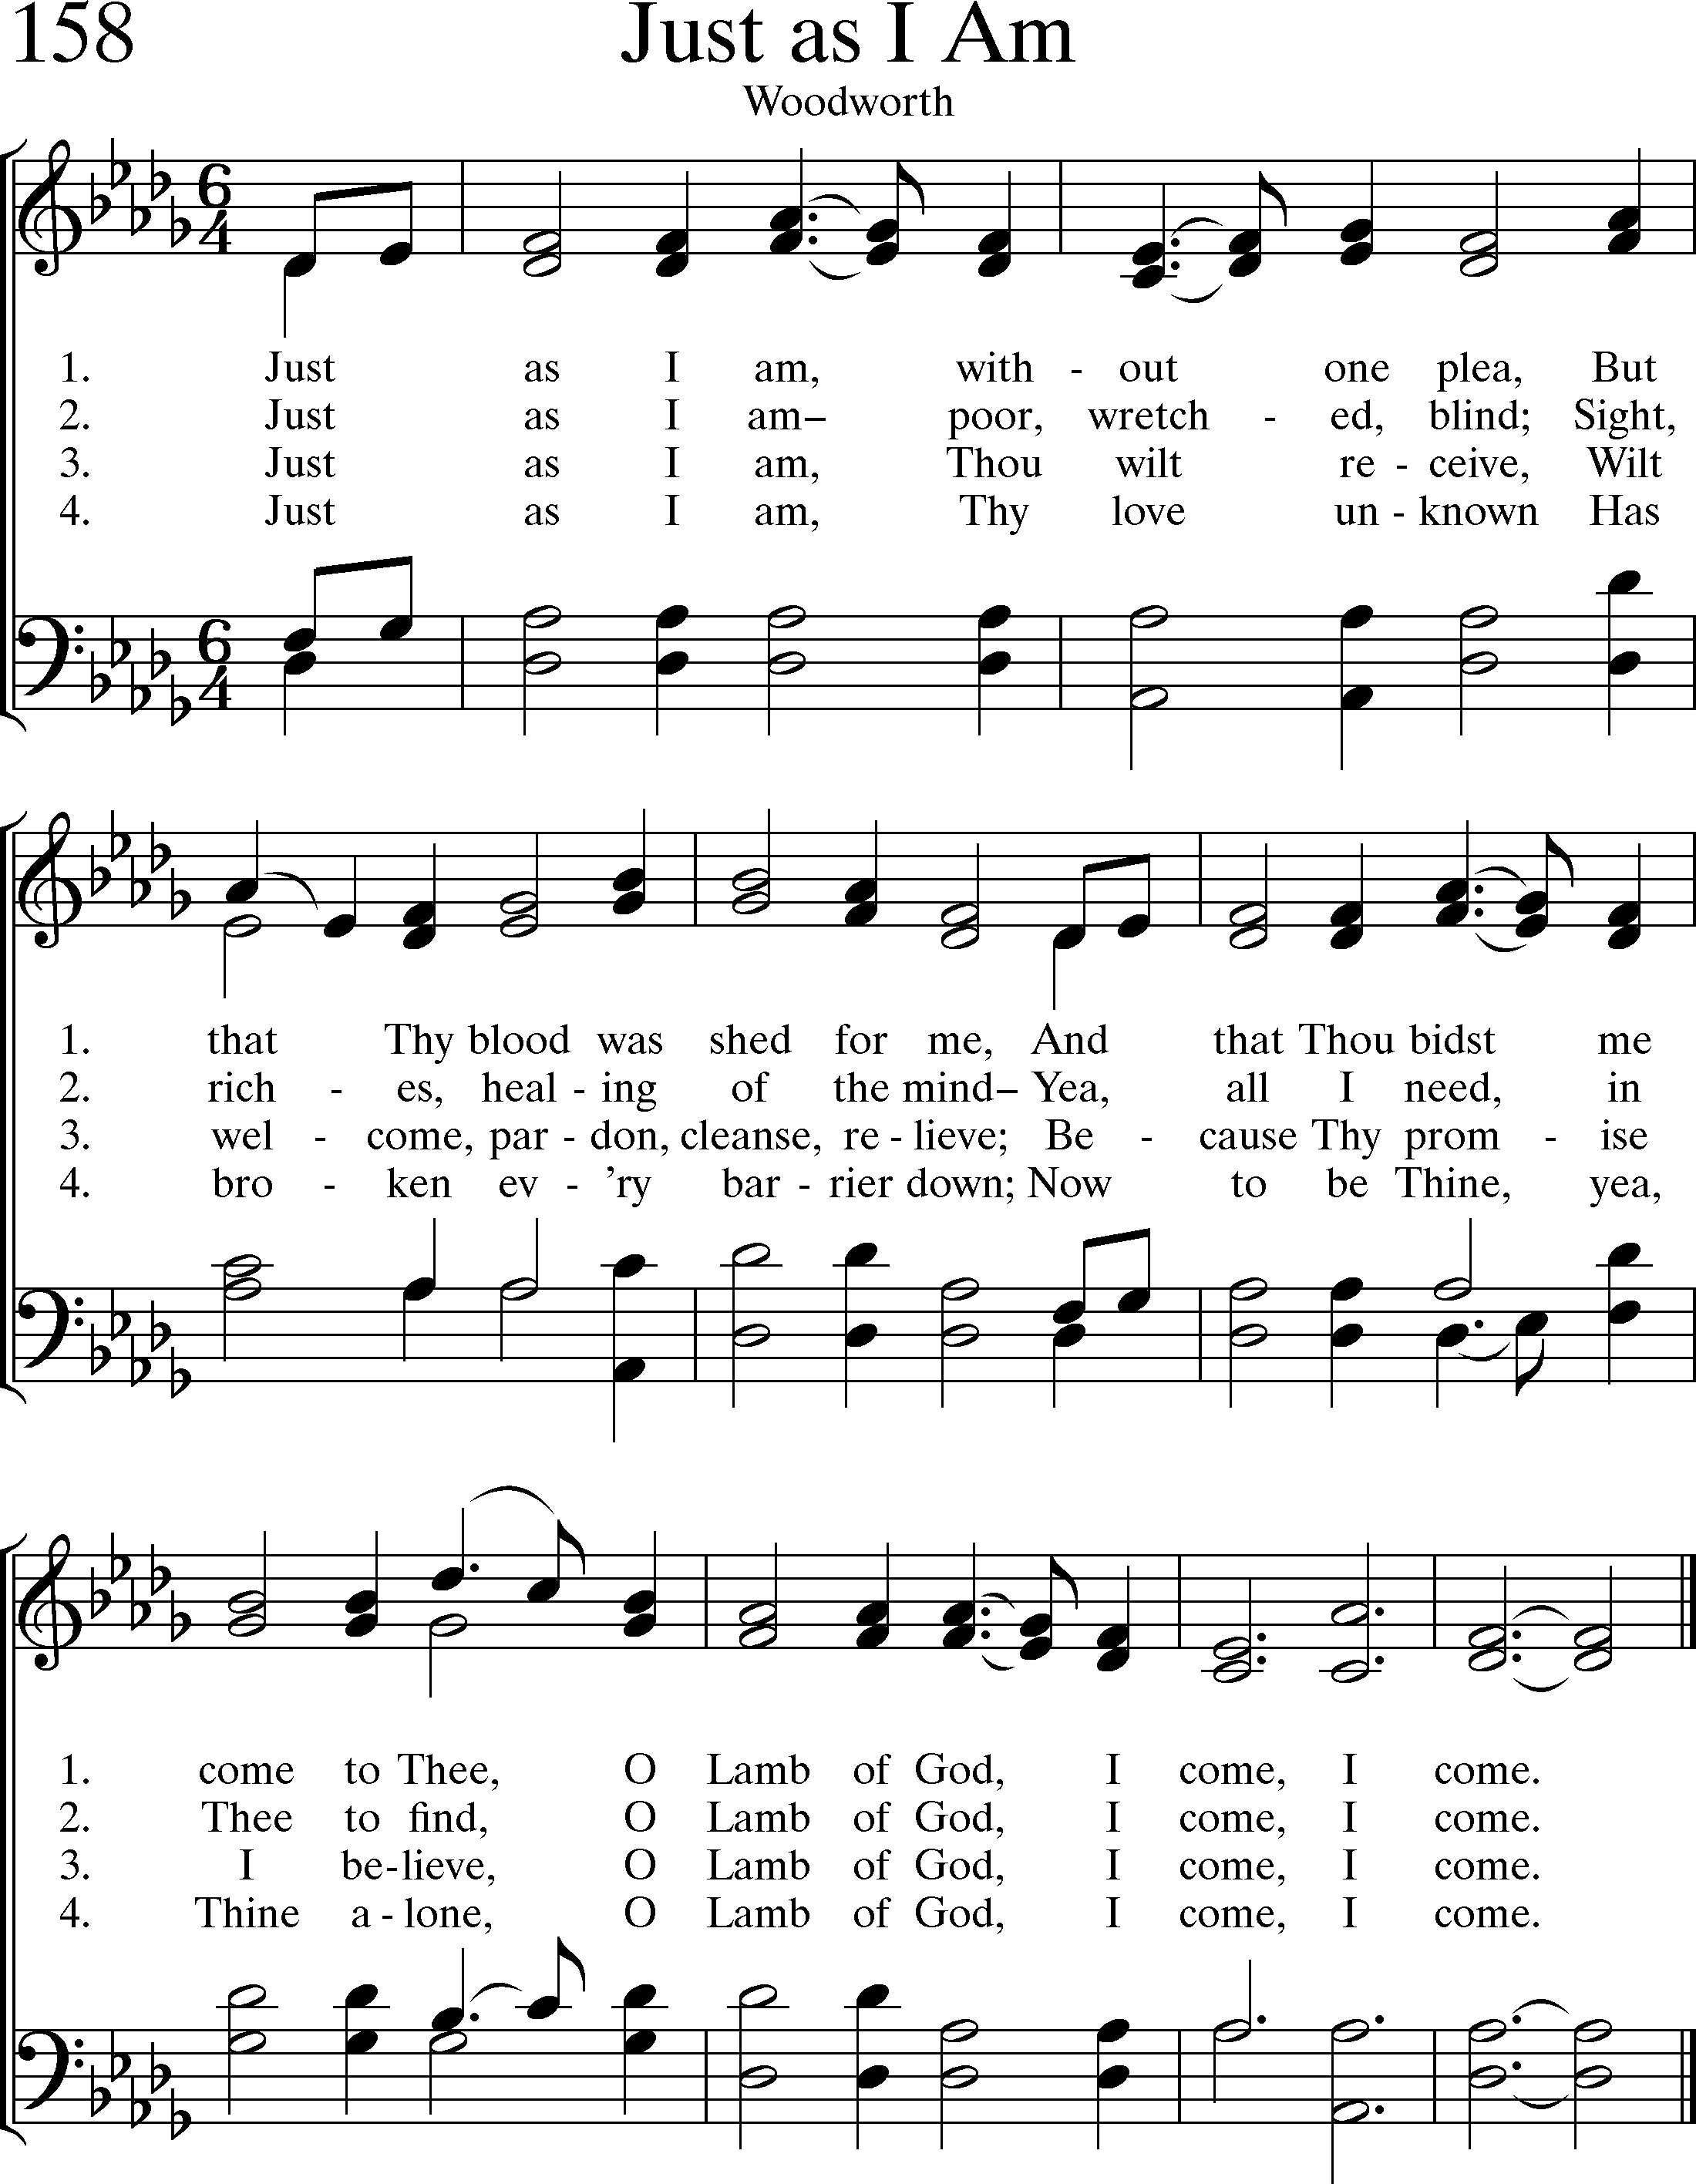 158
Just as I Am
Woodworth
6
4
1. Just as I am, with - out one plea, But
2. Just as I am– poor, wretch - ed, blind; Sight,
3. Just as I am, Thou wilt re - ceive, Wilt
4. Just as I am, Thy love un - known Has
6
4
1. that Thy blood was shed for me, And that Thou bidst me
2. rich - es, heal - ing of the mind– Yea, all I need, in
3. wel - come, par - don, cleanse, re - lieve; Be - cause Thy prom - ise
4. bro - ken ev - 'ry bar - rier down; Now to be Thine, yea,
1. come to Thee, O Lamb of God, I come, I come.
2. Thee to find, O Lamb of God, I come, I come.
3. I be-lieve, O Lamb of God, I come, I come.
4. Thine a - lone, O Lamb of God, I come, I come.